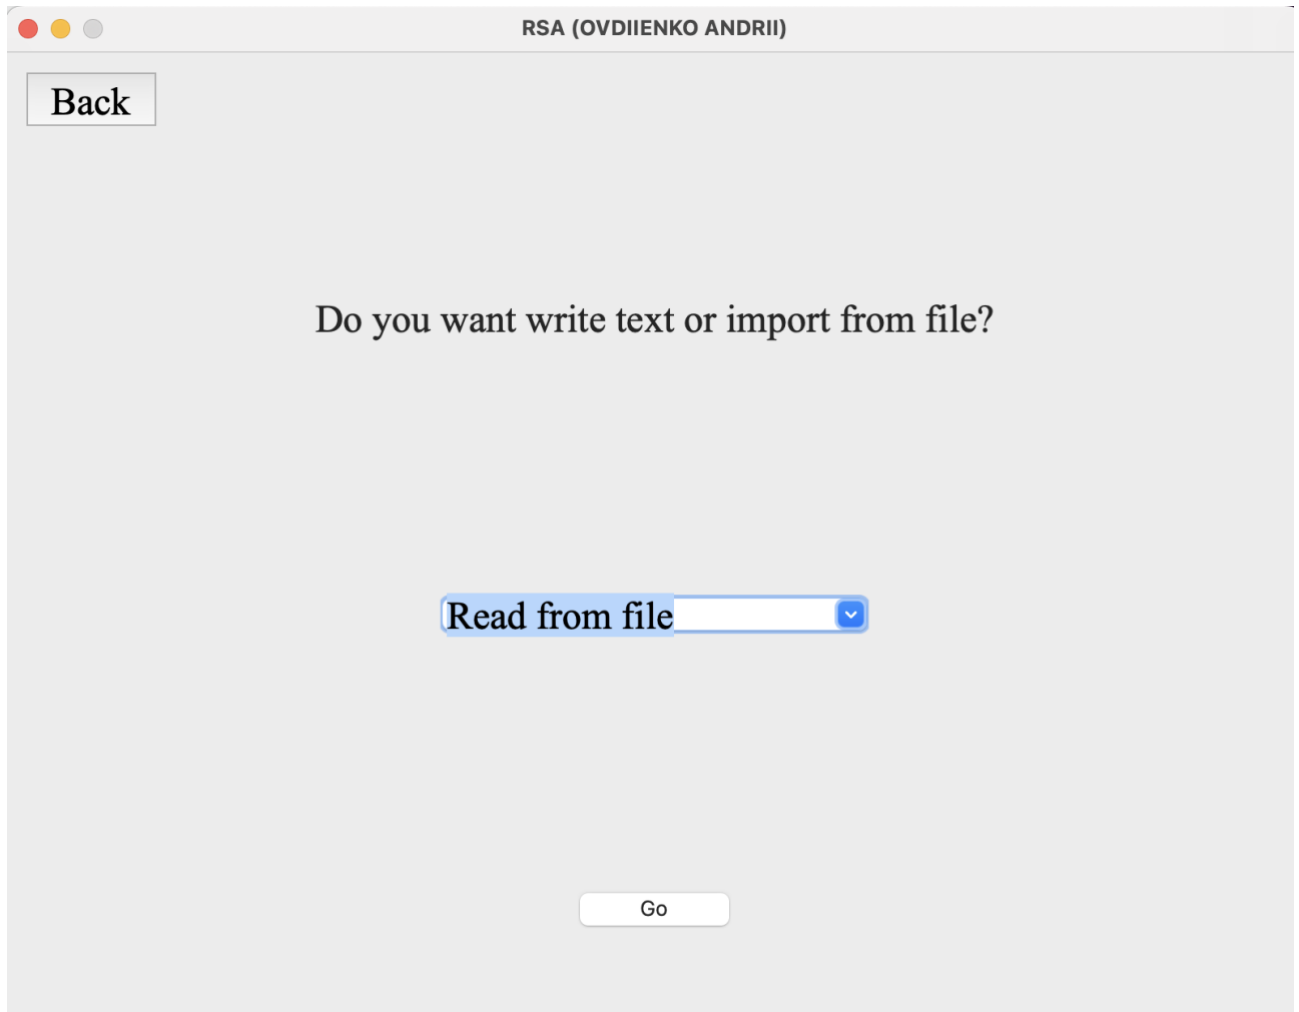 RSA (OVDIIENKO ANDRII)
Back
Do you want write text or import from file?
Read from file
Go